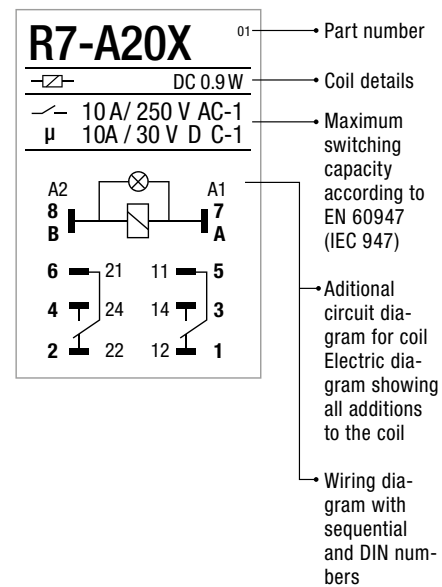 R7-A20X 01
DC 0.9 W
10 A/ 250 V AC-1
µ 10A / 30 V D C-1
A2 A1
8 7
B A
6 21 11 5
4 24 14 3
2 22 12 1
Part number
Coil details
Maximum
switching
capacity
according to
EN 60947
(IEC 947)
Aditional
circuit dia-
gram for coil
Electric dia-
gram showing
all additions
to the coil
Wiring dia-
gram with
sequential
and DIN num-
bers